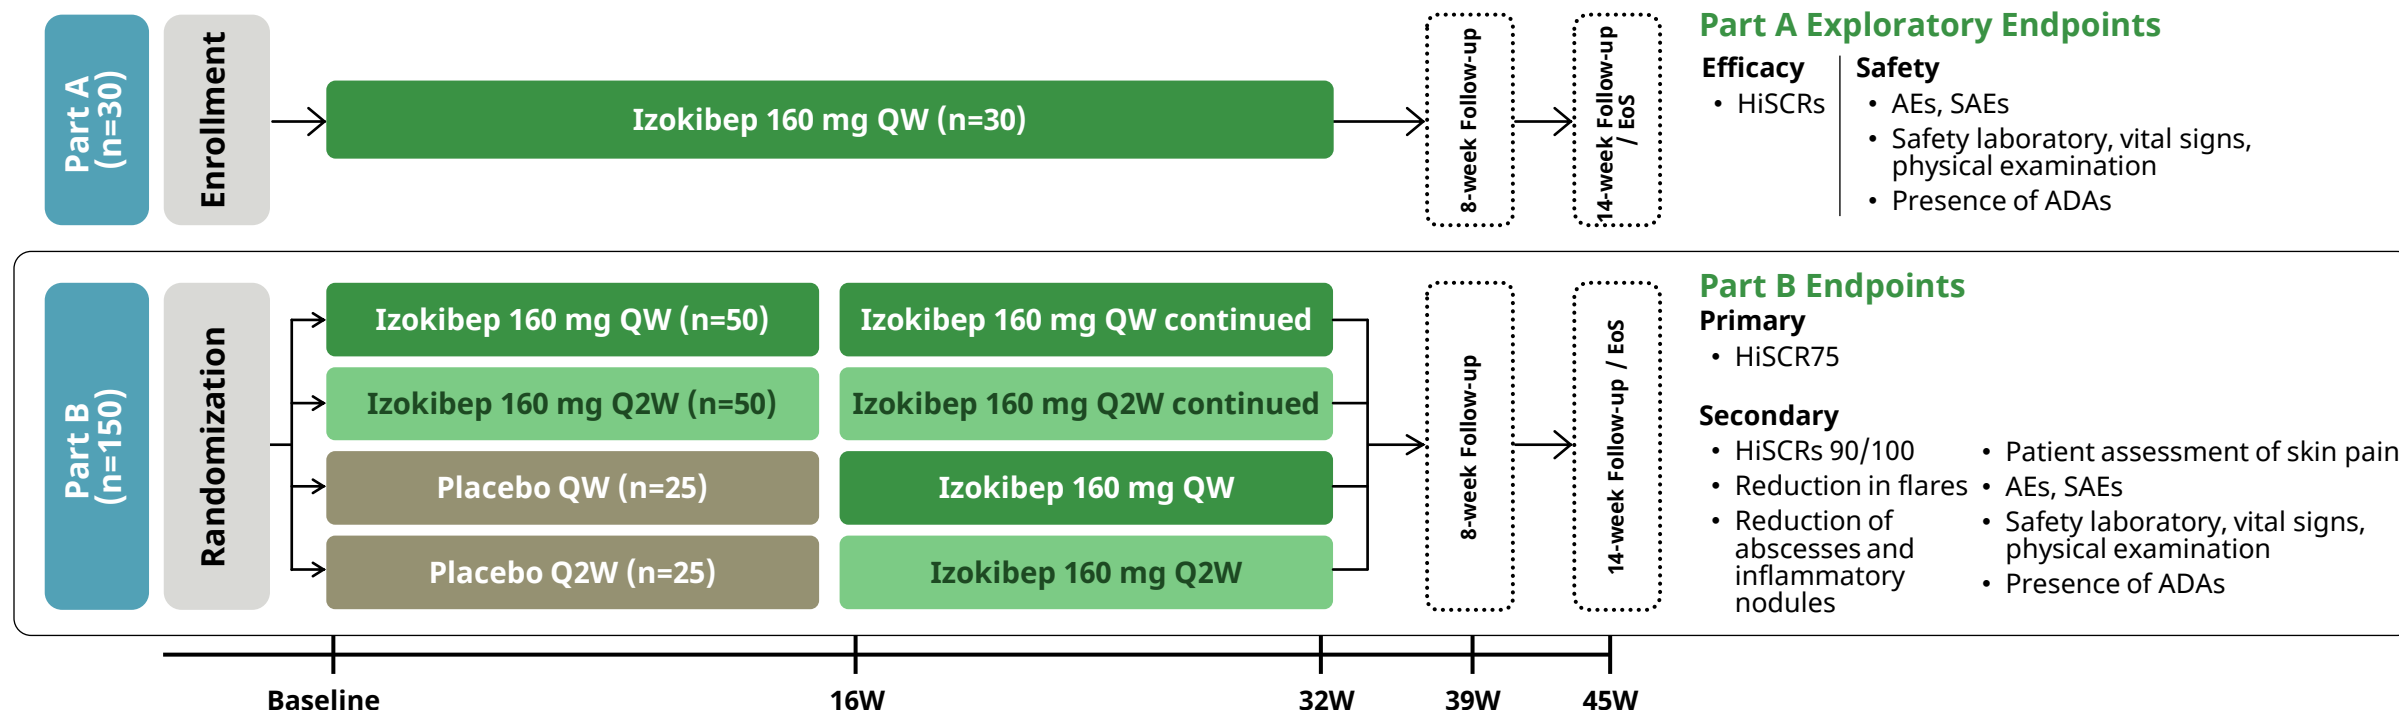 Part A
(n=30)
Enrollment
Izokibep 160 mg QW (n=30)
8-week Follow-up
14-week Follow-up
/ EoS
Part A Exploratory Endpoints
Efficacy
• HiSCRs
Safety
• AEs, SAEs
• Safety laboratory, vital signs,
physical examination
• Presence of ADAs
Part B
(n=150)
Randomization
Izokibep 160 mg QW (n=50)
Izokibep 160 mg QW continued
Izokibep 160 mg Q2W (n=50)
Izokibep 160 mg Q2W continued
Placebo QW (n=25)
Izokibep 160 mg QW
Placebo Q2W (n=25)
Izokibep 160 mg Q2W
8-week Follow-up
14-week Follow-up / EoS
Part B Endpoints
Primary
• HiSCR75
Secondary
• HiSCRs 90/100
• Reduction in flares
• Reduction of
abscesses and
inflammatory
nodules
• Patient assessment of skin pain
• AEs, SAEs
• Safety laboratory, vital signs,
physical examination
• Presence of ADAs
Baseline
16W
32W
39W
45W